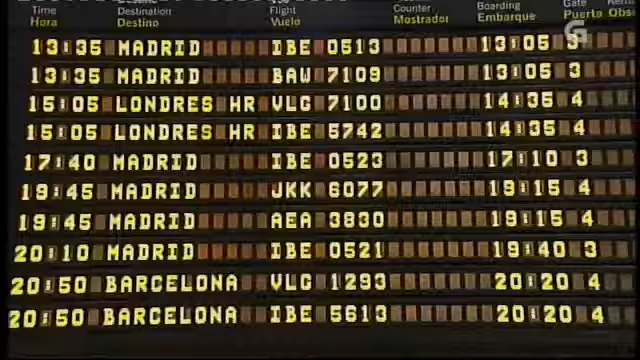 Time Destination Flight Counter Boarding Gate
Hora Destino Vuelo Mostrador Embarque Puerta
13:35 MADRID IBE 0513 13:05 3
13:35 MADRID BAW 7109 13:05 3
15:05 LONDRES HR VLG 7100 14:35 4
15:05 LONDRES HR IBE 5742 14:35 4
17:40 MADRID IBE 0523 17:10 3
19:45 MADRID JKK 6077 19:15 4
19:45 MADRID AEA 3830 19:15 4
20:10 MADRID IBE 0521 19:40 3
20:50 BARCELONA VLG 1293 20:20 4
20:50 BARCELONA IBE 5613 20:20 4